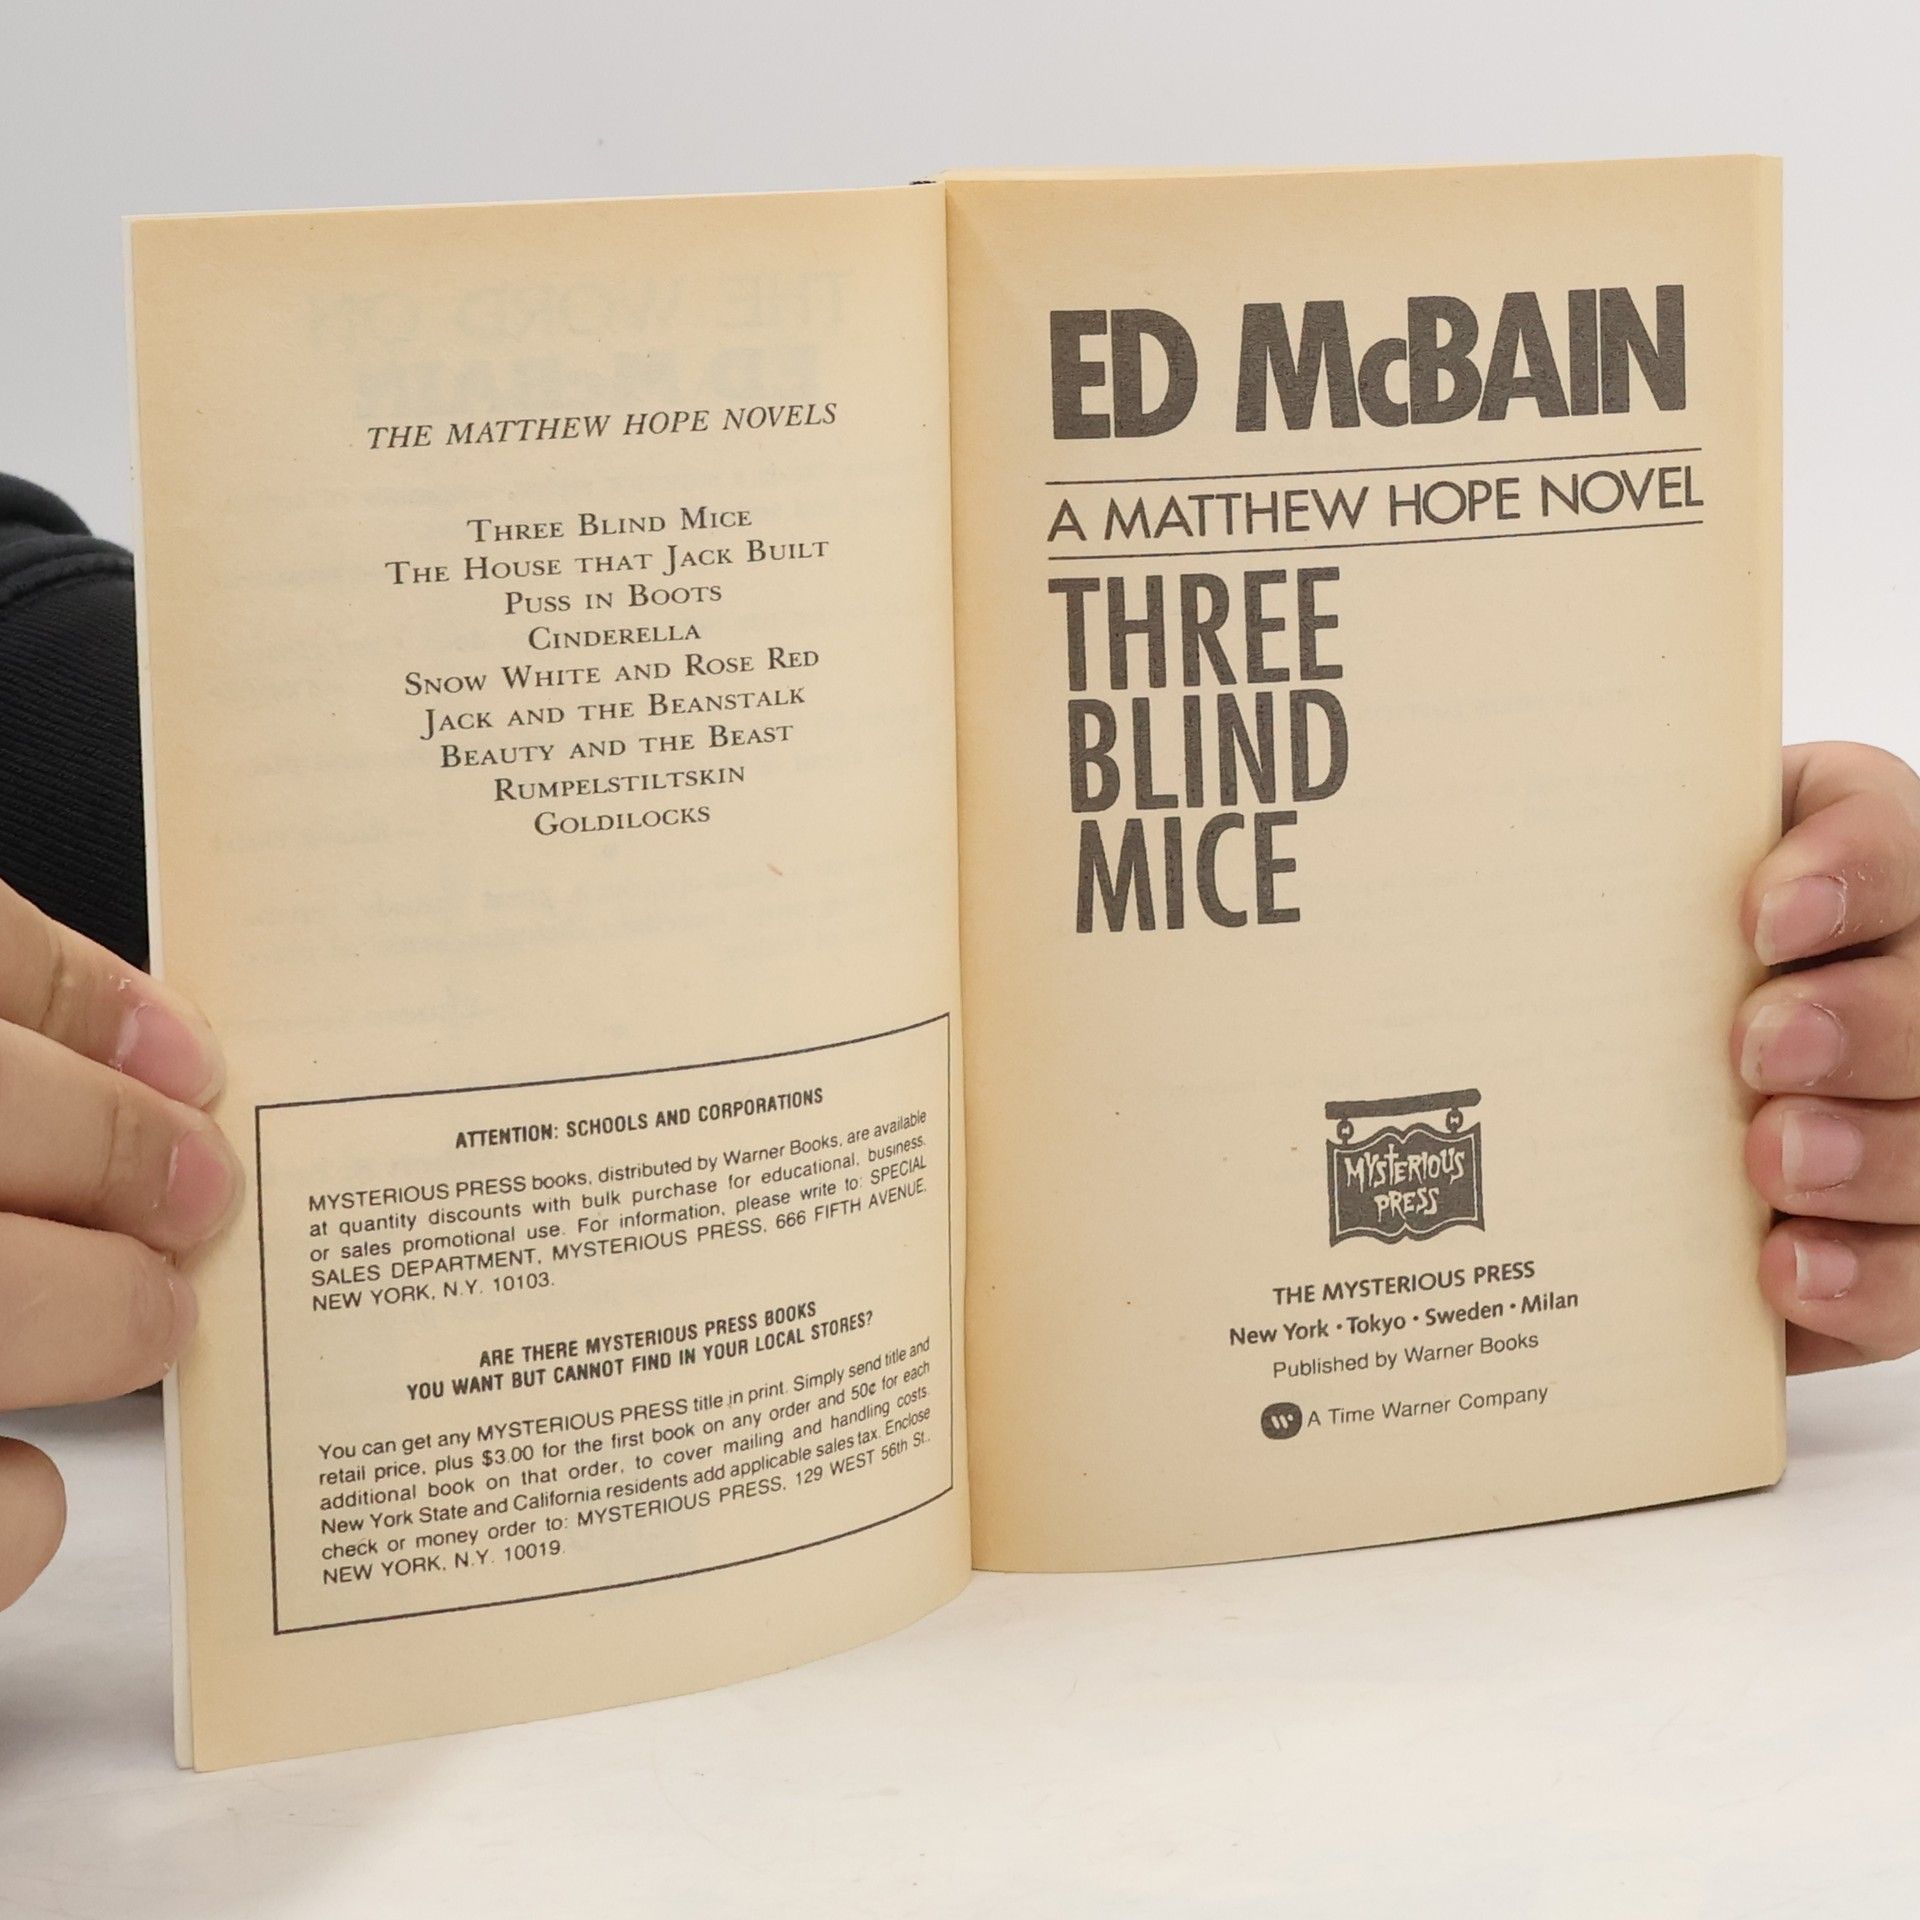 THE MATTHEW HOPE NOVELS
THREE BLIND MICE
THE HOUSE THAT JACK BUILT
PUSS IN BOOTS
CINDERELLA
SNOW WHITE AND ROSE RED
JACK AND THE BEANSTALK
BEAUTY AND THE BEAST
RUMPELSTILTSKIN
GOLDILOCKS
ATTENTION: SCHOOLS AND CORPORATIONS
MYSTERIOUS PRESS books, distributed by Warner Books, are available
at quantity discounts with bulk purchase for educational, business,
or sales promotional use. For information, please write to: SPECIAL
SALES DEPARTMENT, MYSTERIOUS PRESS, 666 FIFTH AVENUE,
NEW YORK, N.Y. 10103.
ARE THERE MYSTERIOUS PRESS BOOKS
YOU WANT BUT CANNOT FIND IN YOUR LOCAL STORES?
You can get any MYSTERIOUS PRESS title in print. Simply send title and
retail price, plus $3.00 for the first book on any order and 50¢ for each
additional book on that order, to cover mailing and handling costs.
New York State and California residents add applicable sales tax. Enclose
check or money order to: MYSTERIOUS PRESS, 129 WEST 56th St.,
NEW YORK, N.Y. 10019.
ED McBAIN
A MATTHEW HOPE NOVEL
THREE
BLIND
MICE
MYSTERIOUS
PRESS
THE MYSTERIOUS PRESS
New York • Tokyo • Sweden • Milan
Published by Warner Books
A Time Warner Company